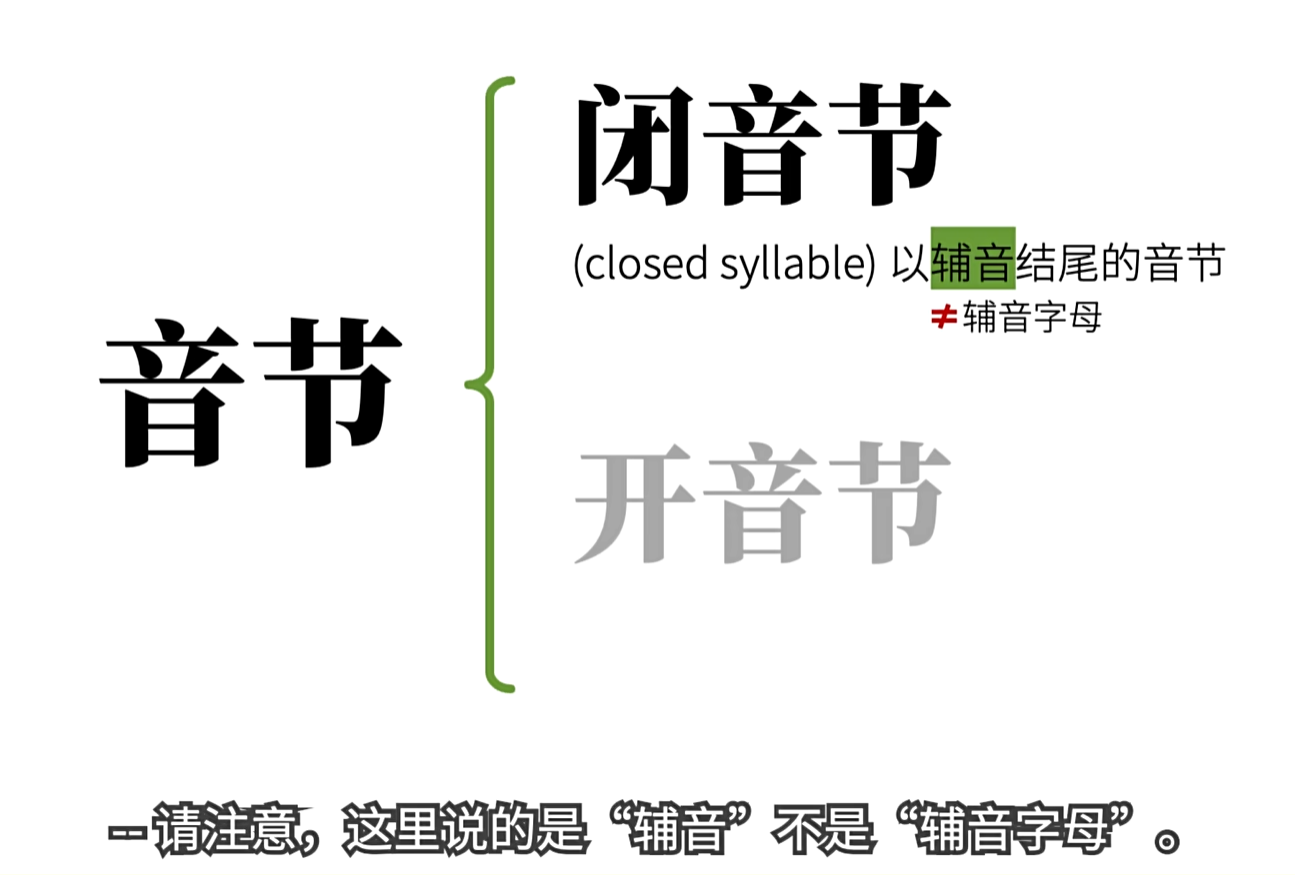 闭音节
(closed syllable) 以辅音结尾的音节
≠辅音字母
音节
开音节
--请注意，这里说的是“辅音”不是“辅音字母”。